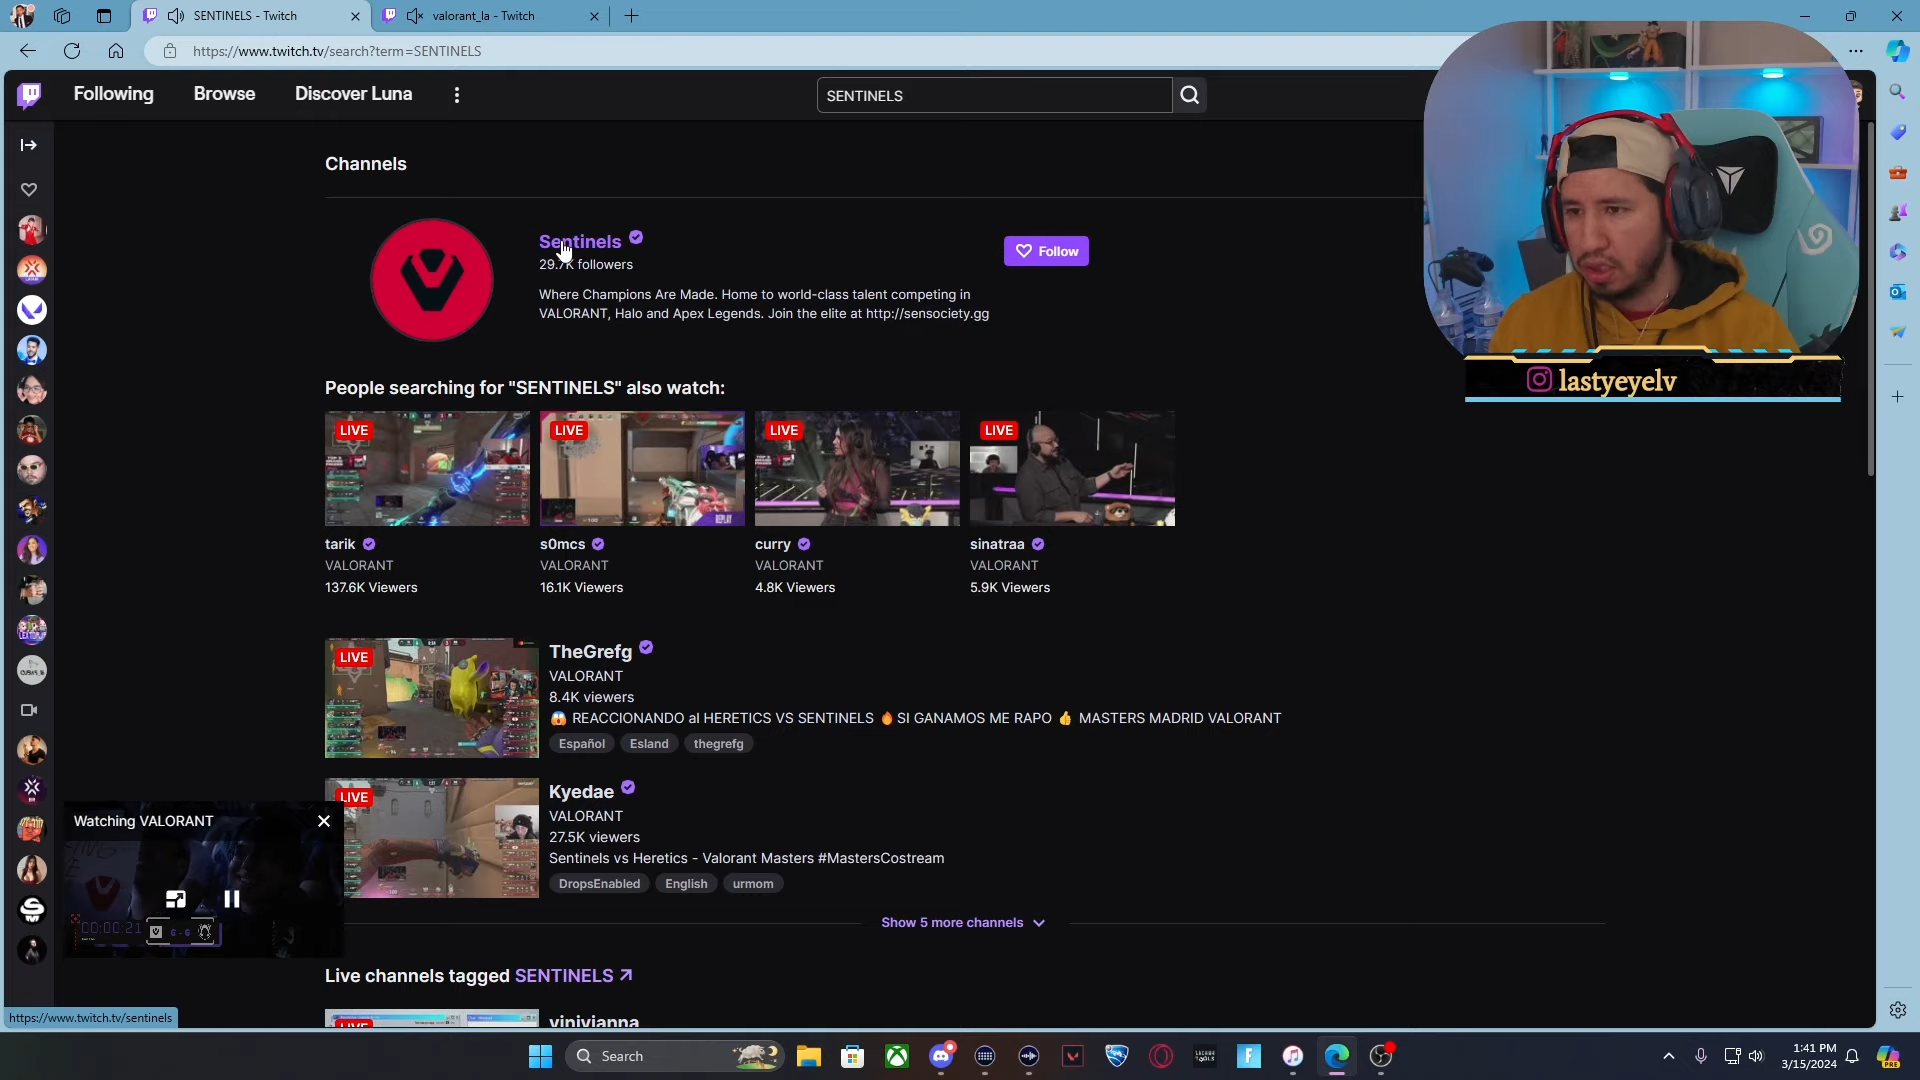 SENTINELS - Twitch
valorant_la - Twitch
https://www.twitch.tv/search?term=SENTINELS
Following
Browse
Discover Luna
SENTINELS
Channels
Sentinels
29.7K followers
Follow
Where Champions Are Made. Home to world-class talent competing in
VALORANT, Halo and Apex Legends. Join the elite at http://sensociety.gg
lastyeyelv
People searching for "SENTINELS" also watch:
LIVE
LIVE
LIVE
LIVE
REPLAY
tarik
s0mcs
curry
sinatraa
VALORANT
VALORANT
VALORANT
VALORANT
137.6K Viewers
16.1K Viewers
4.8K Viewers
5.9K Viewers
LIVE
TheGrefg
VALORANT
8.4K viewers
😱 REACCIONANDO al HERETICS VS SENTINELS 🔥 SI GANAMOS ME RAPO 👍 MASTERS MADRID VALORANT
Español
Esland
thegrefg
LIVE
Kyedae
VALORANT
27.5K viewers
Sentinels vs Heretics - Valorant Masters #MastersCostream
DropsEnabled
English
urmom
Watching VALORANT
00:00:21
6 - 6
Show 5 more channels
Live channels tagged SENTINELS
LIVE
vinivianna
https://www.twitch.tv/sentinels
Search
1:41 PM
3/15/2024